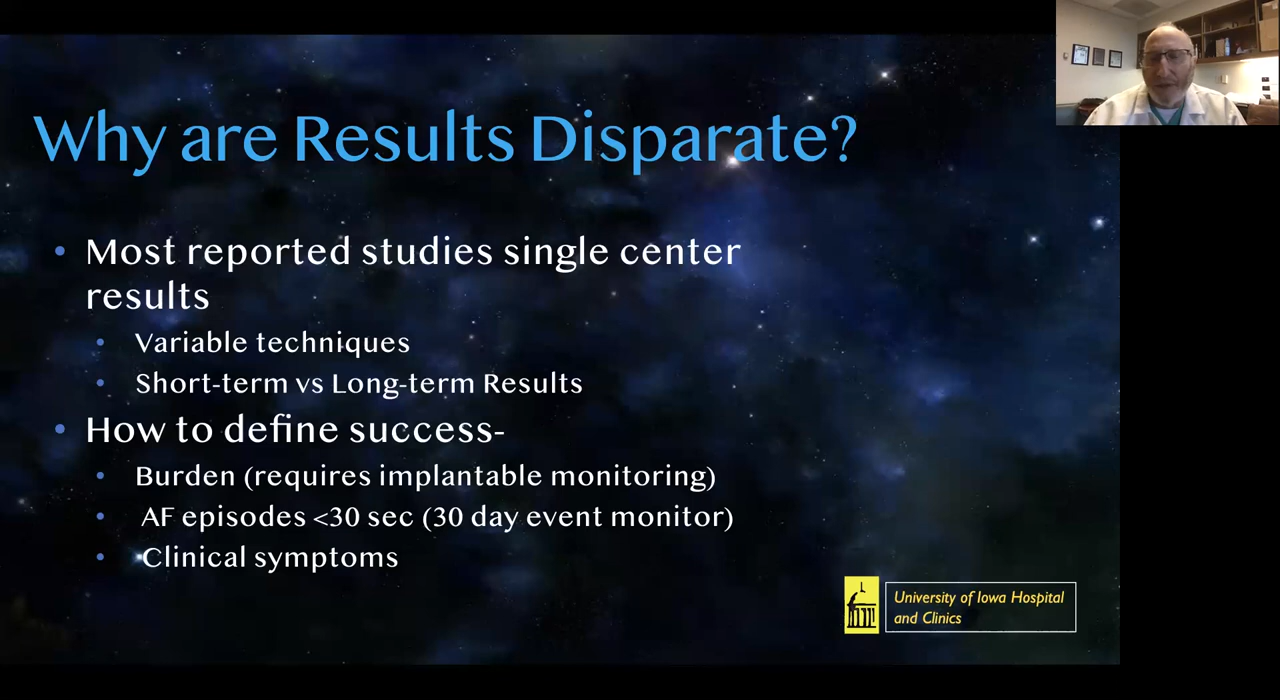 Why are Results Disparate?
• Most reported studies single center
results
• Variable techniques
• Short-term vs Long-term Results
• How to define success-
• Burden (requires implantable monitoring)
• AF episodes <30 sec (30 day event monitor)
• Clinical symptoms
University of Iowa Hospital
and Clinics